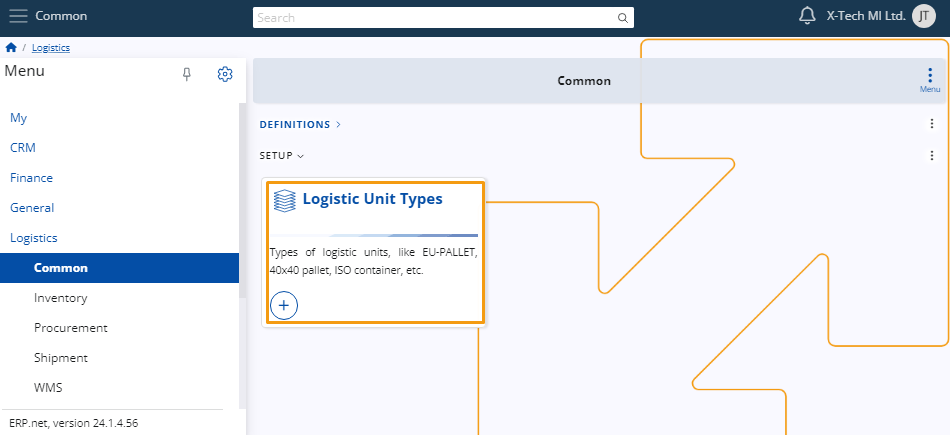 Common
Search
X-Tech MI Ltd.
JT
/ Logistics
Menu
My
CRM
Finance
General
Logistics
Common
Inventory
Procurement
Shipment
WMS
ERP.net, version 24.1.4.56
Common
Menu
DEFINITIONS
SETUP
Logistic Unit Types
Types of logistic units, like EU-PALLET,
40x40 pallet, ISO container, etc.